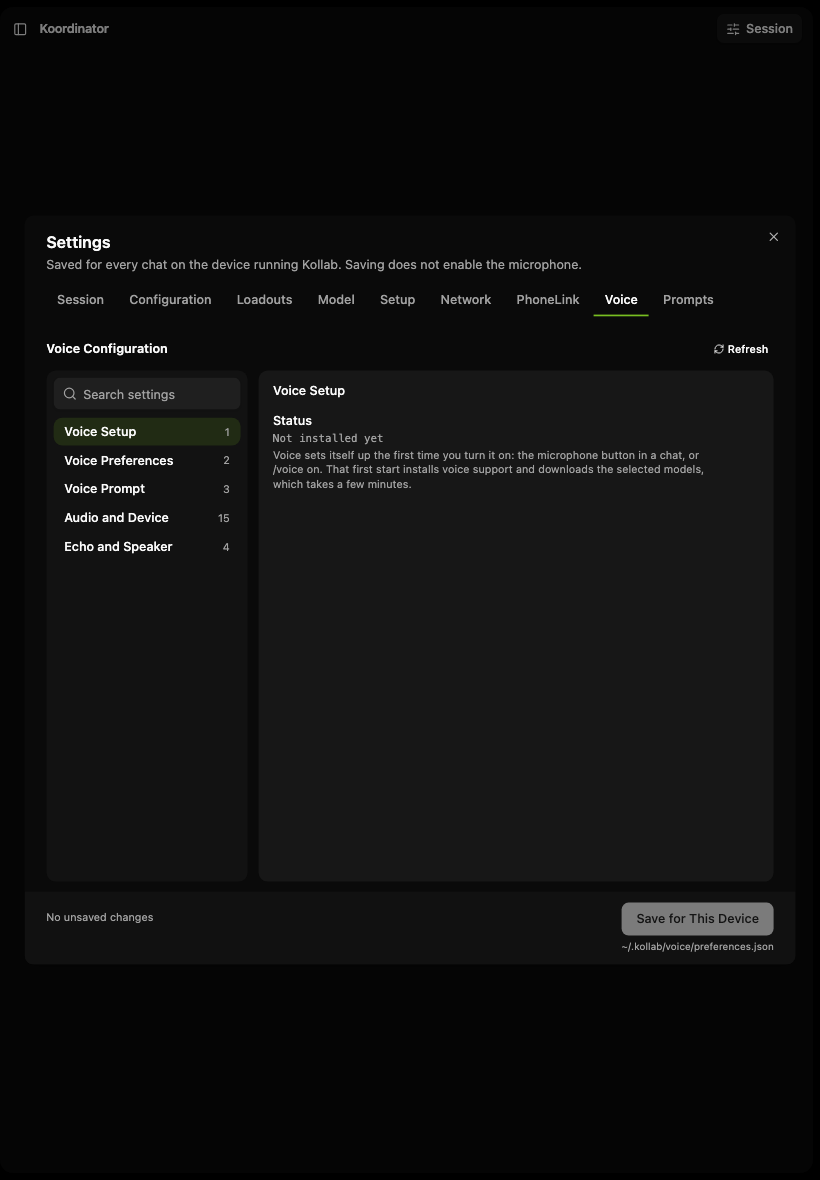 Koordinator
Session
Settings
Saved for every chat on the device running Kollab. Saving does not enable the microphone.
Session Configuration Loadouts Model Setup Network PhoneLink Voice Prompts
Voice Configuration
Refresh
Search settings
Voice Setup 1
Voice Preferences 2
Voice Prompt 3
Audio and Device 15
Echo and Speaker 4
Voice Setup
Status
Not installed yet
Voice sets itself up the first time you turn it on: the microphone button in a chat, or
/voice on. That first start installs voice support and downloads the selected models,
which takes a few minutes.
No unsaved changes
Save for This Device
~/.kollab/voice/preferences.json